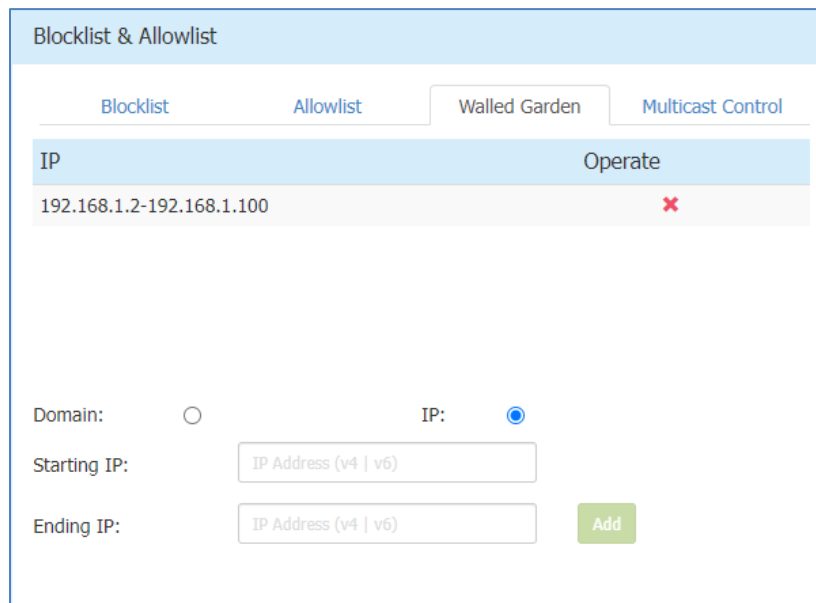 Blocklist & Allowlist
Blocklist Allowlist Walled Garden Multicast Control
IP Operate
192.168.1.2-192.168.1.100
Domain: IP:
Starting IP: IP Address (v4 | v6)
Ending IP: IP Address (v4 | v6) Add